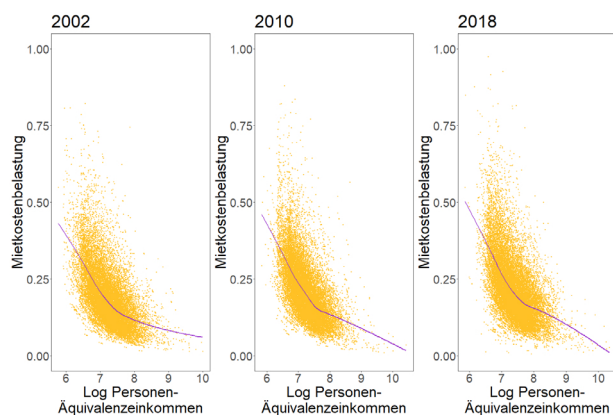 2002
1.00
0.75
0.50
0.25
0.00
Mietkostenbelastung
6 7 8 9 10
Log Personen-
Äquivalenzeinkommen
2010
1.00
0.75
0.50
0.25
0.00
Mietkostenbelastung
6 7 8 9 10
Log Personen-
Äquivalenzeinkommen
2018
1.00
0.75
0.50
0.25
0.00
Mietkostenbelastung
6 7 8 9 10
Log Personen-
Äquivalenzeinkommen